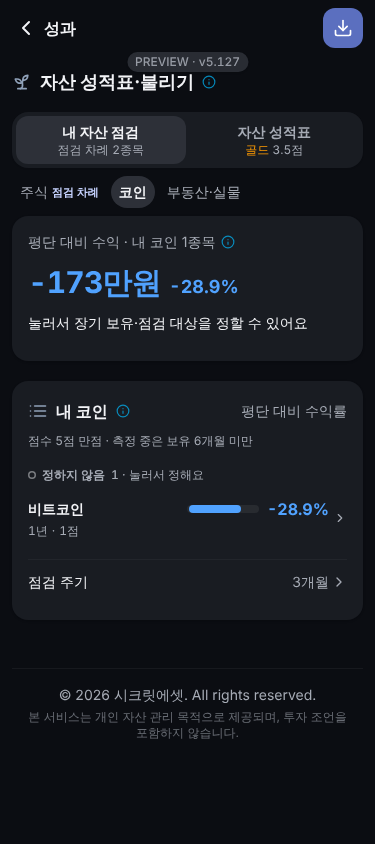 성과
PREVIEW · v5.127
자산 성적표·불리기
내 자산 점검
점검 차례 2종목
자산 성적표
골드 3.5점
주식 점검 차례 코인 부동산·실물
평단 대비 수익 · 내 코인 1종목
-173만원 -28.9%
눌러서 장기 보유·점검 대상을 정할 수 있어요
내 코인 평단 대비 수익률
점수 5점 만점 · 측정 중은 보유 6개월 미만
정하지 않음 1 · 눌러서 정해요
비트코인 -28.9%
1년 · 1점
점검 주기 3개월
© 2026 시크릿에셋. All rights reserved.
본 서비스는 개인 자산 관리 목적으로 제공되며, 투자 조언을
포함하지 않습니다.